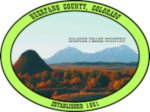 HUERFANO COUNTY, COLORADO
SPANISH PEAKS COUNTRY
ESTABLISHED 1861